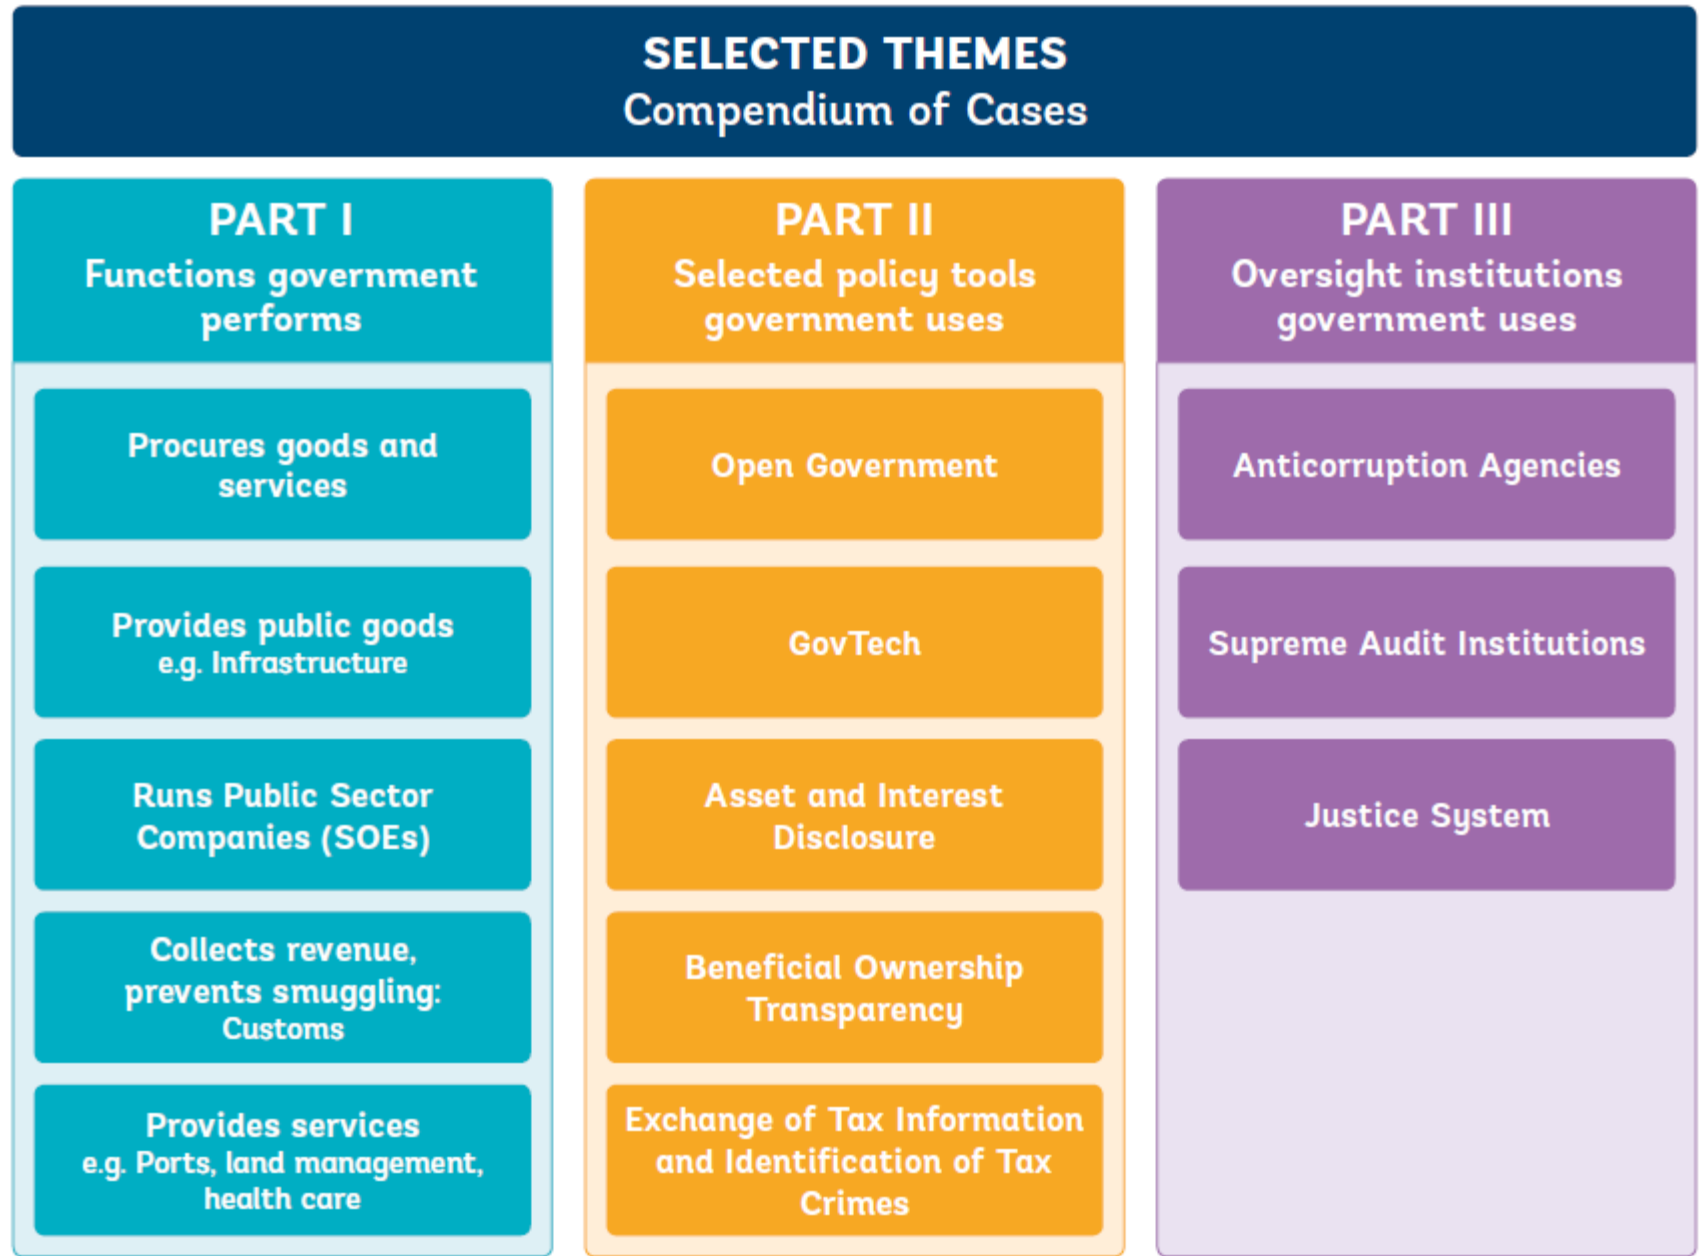 SELECTED THEMES
Compendium of Cases
PART I
Functions government
performs
Procures goods and
services
Provides public goods
e.g. Infrastructure
Runs Public Sector
Companies (SOEs)
Collects revenue,
prevents smuggling:
Customs
Provides services
e.g. Ports, land management,
health care
PART II
Selected policy tools
government uses
Open Government
GovTech
Asset and Interest
Disclosure
Beneficial Ownership
Transparency
Exchange of Tax Information
and Identification of Tax
Crimes
PART III
Oversight institutions
government uses
Anticorruption Agencies
Supreme Audit Institutions
Justice System